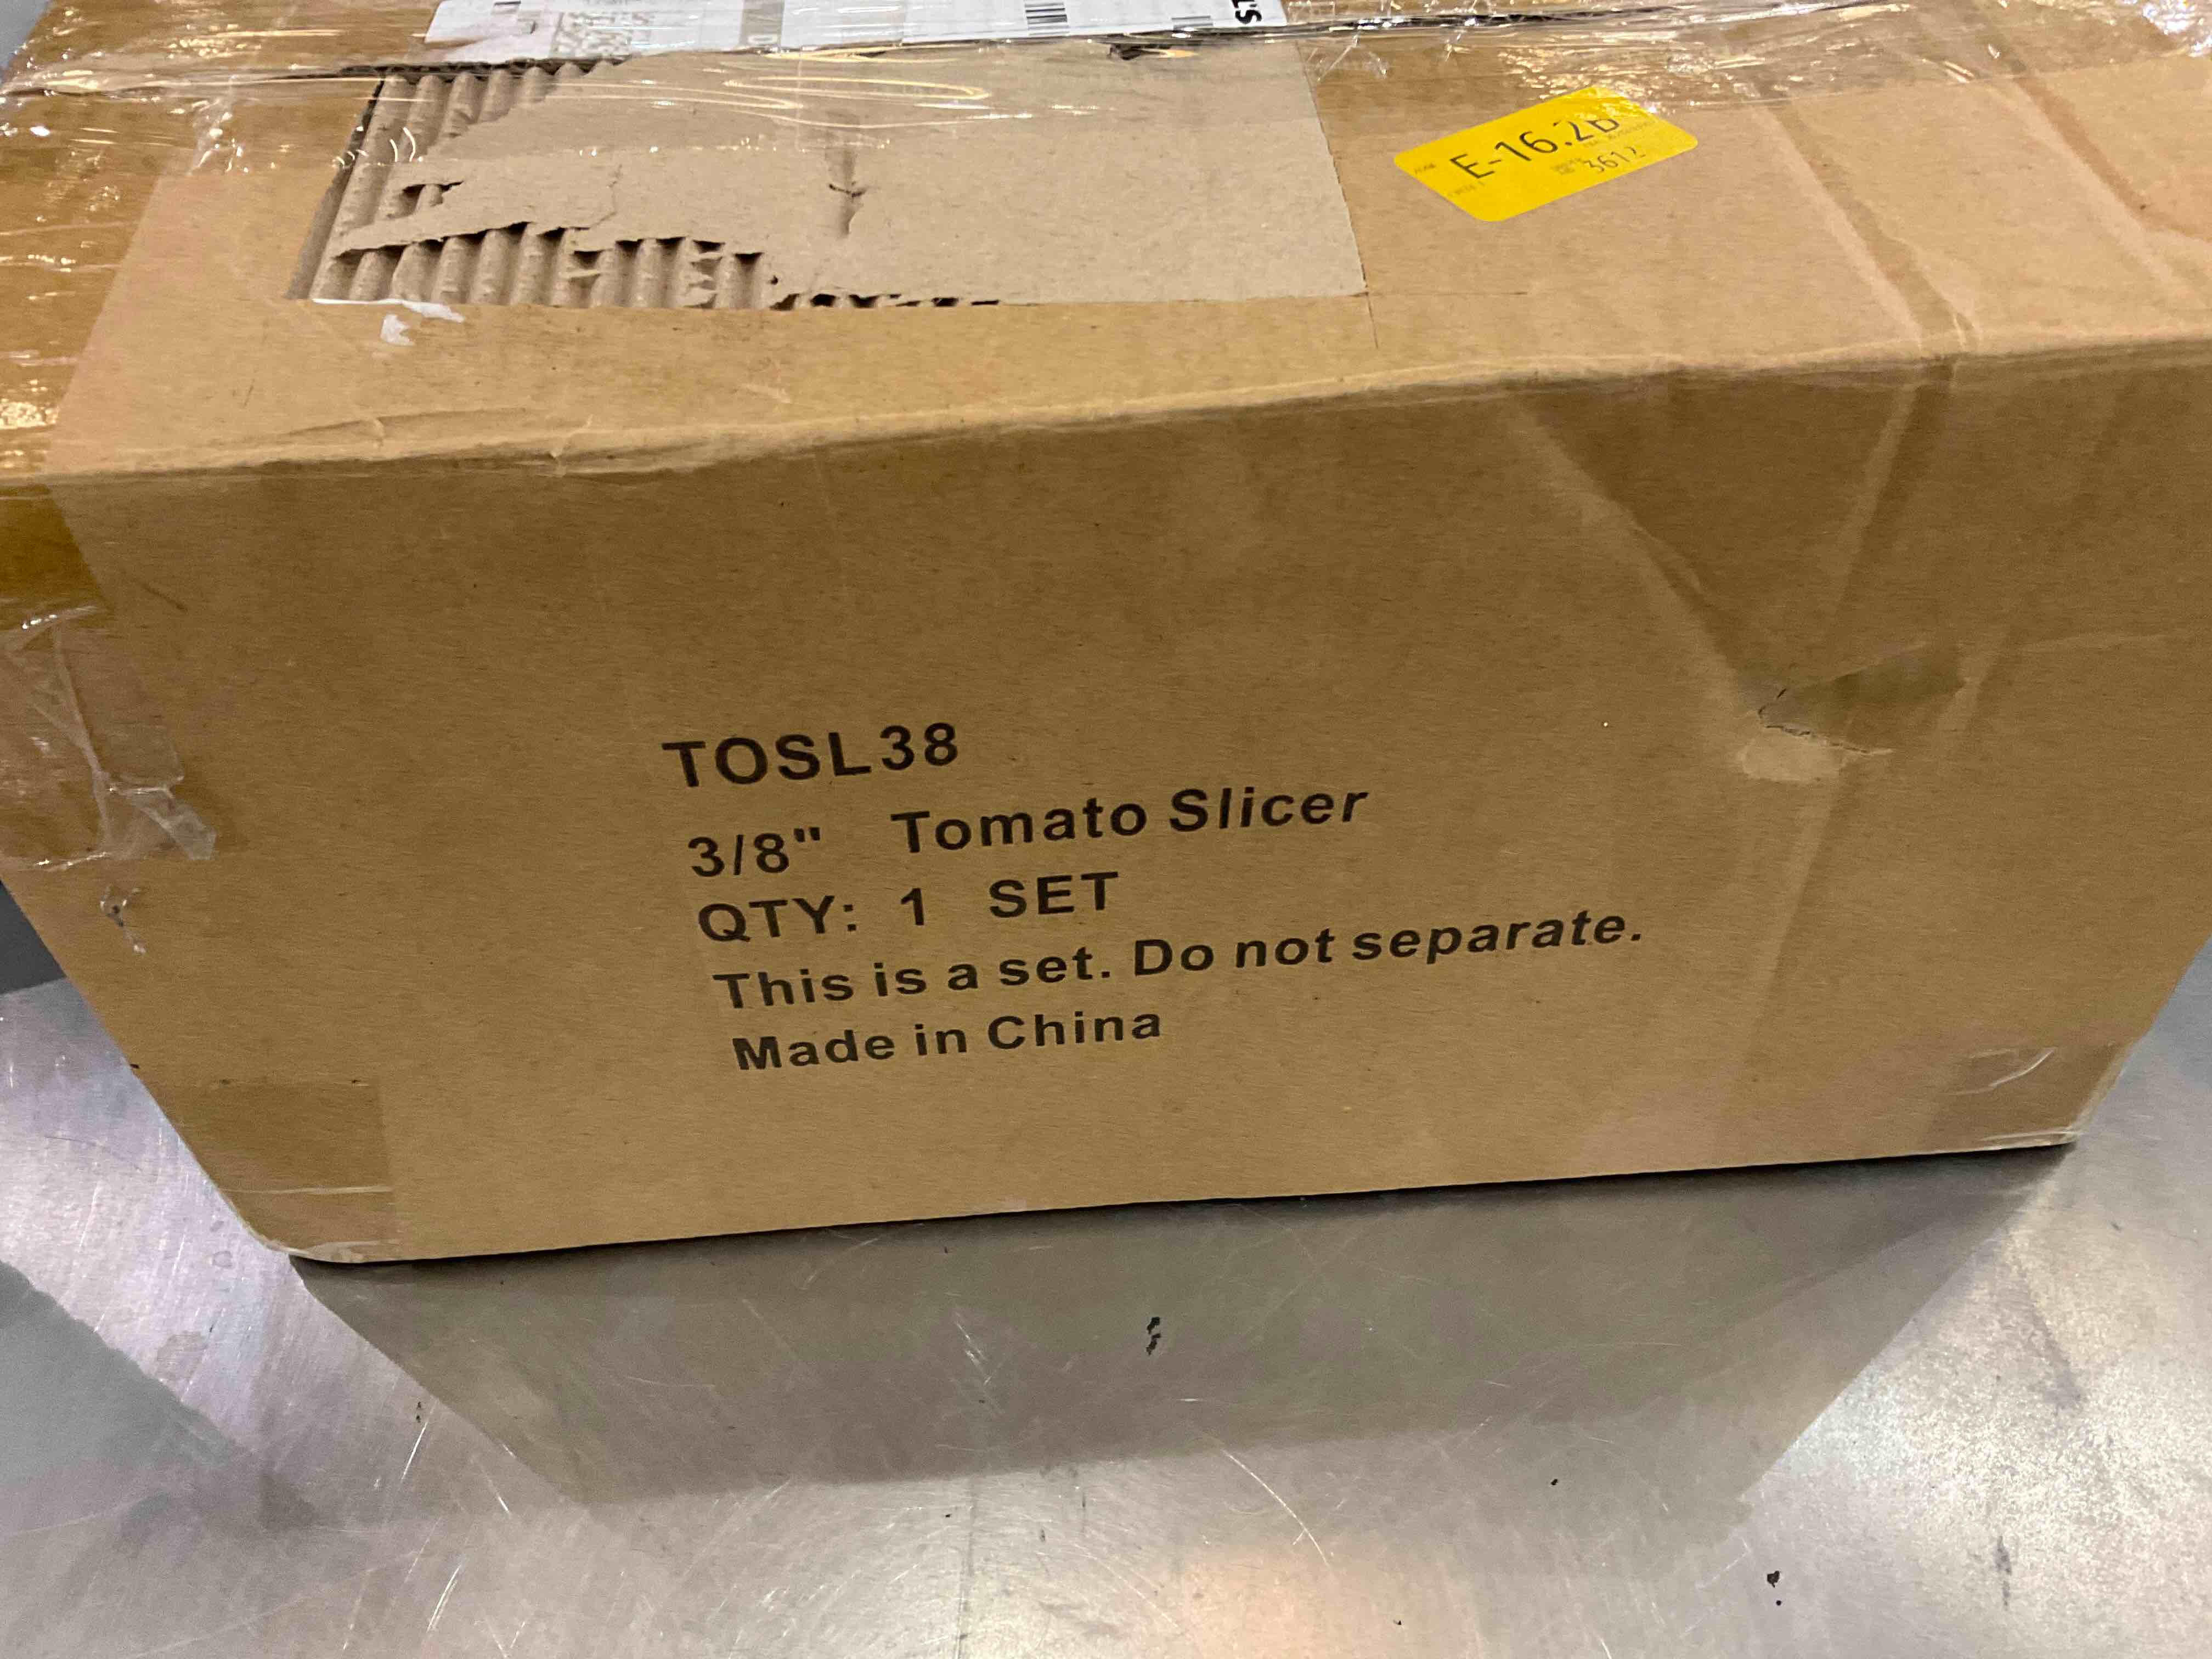 E-16.2B
TOSL38
3/8" Tomato Slicer
QTY: 1 SET
This is a set. Do not separate.
Made in China